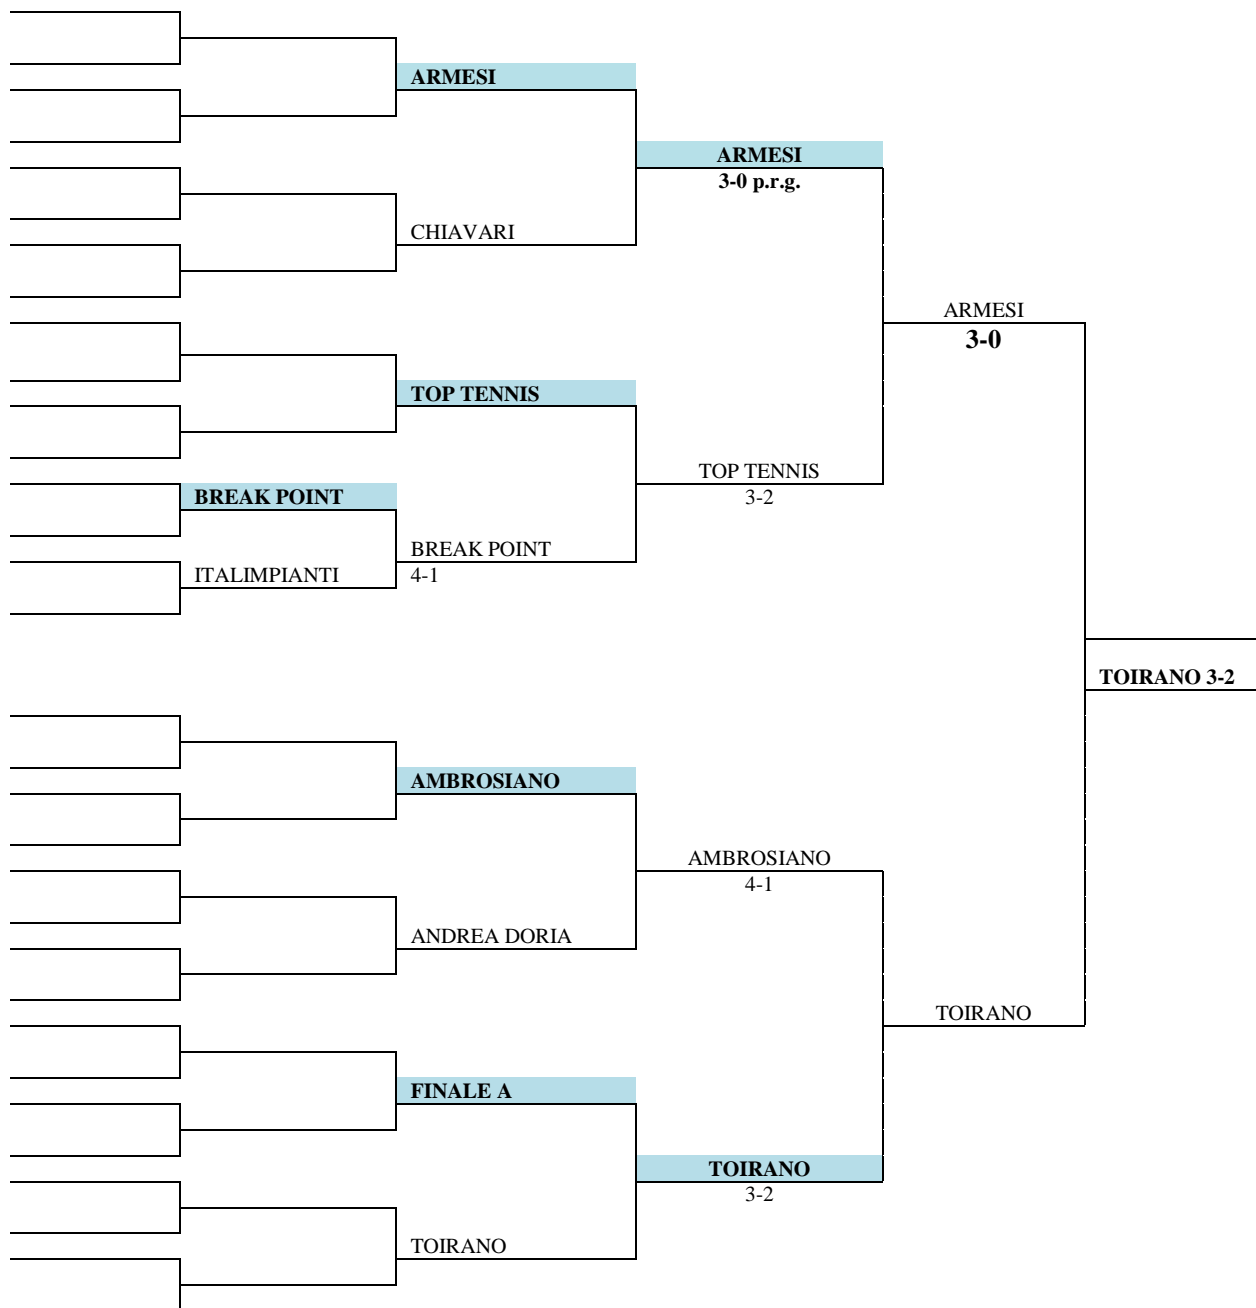 ARMESI
ARMESI
3-0 p.r.g.
CHIAVARI
ARMESI
3-0
TOP TENNIS
TOP TENNIS
3-2
BREAK POINT
BREAK POINT
4-1
ITALIMPIANTI
TOIRANO 3-2
AMBROSIANO
AMBROSIANO
4-1
ANDREA DORIA
TOIRANO
FINALE A
TOIRANO
3-2
TOIRANO